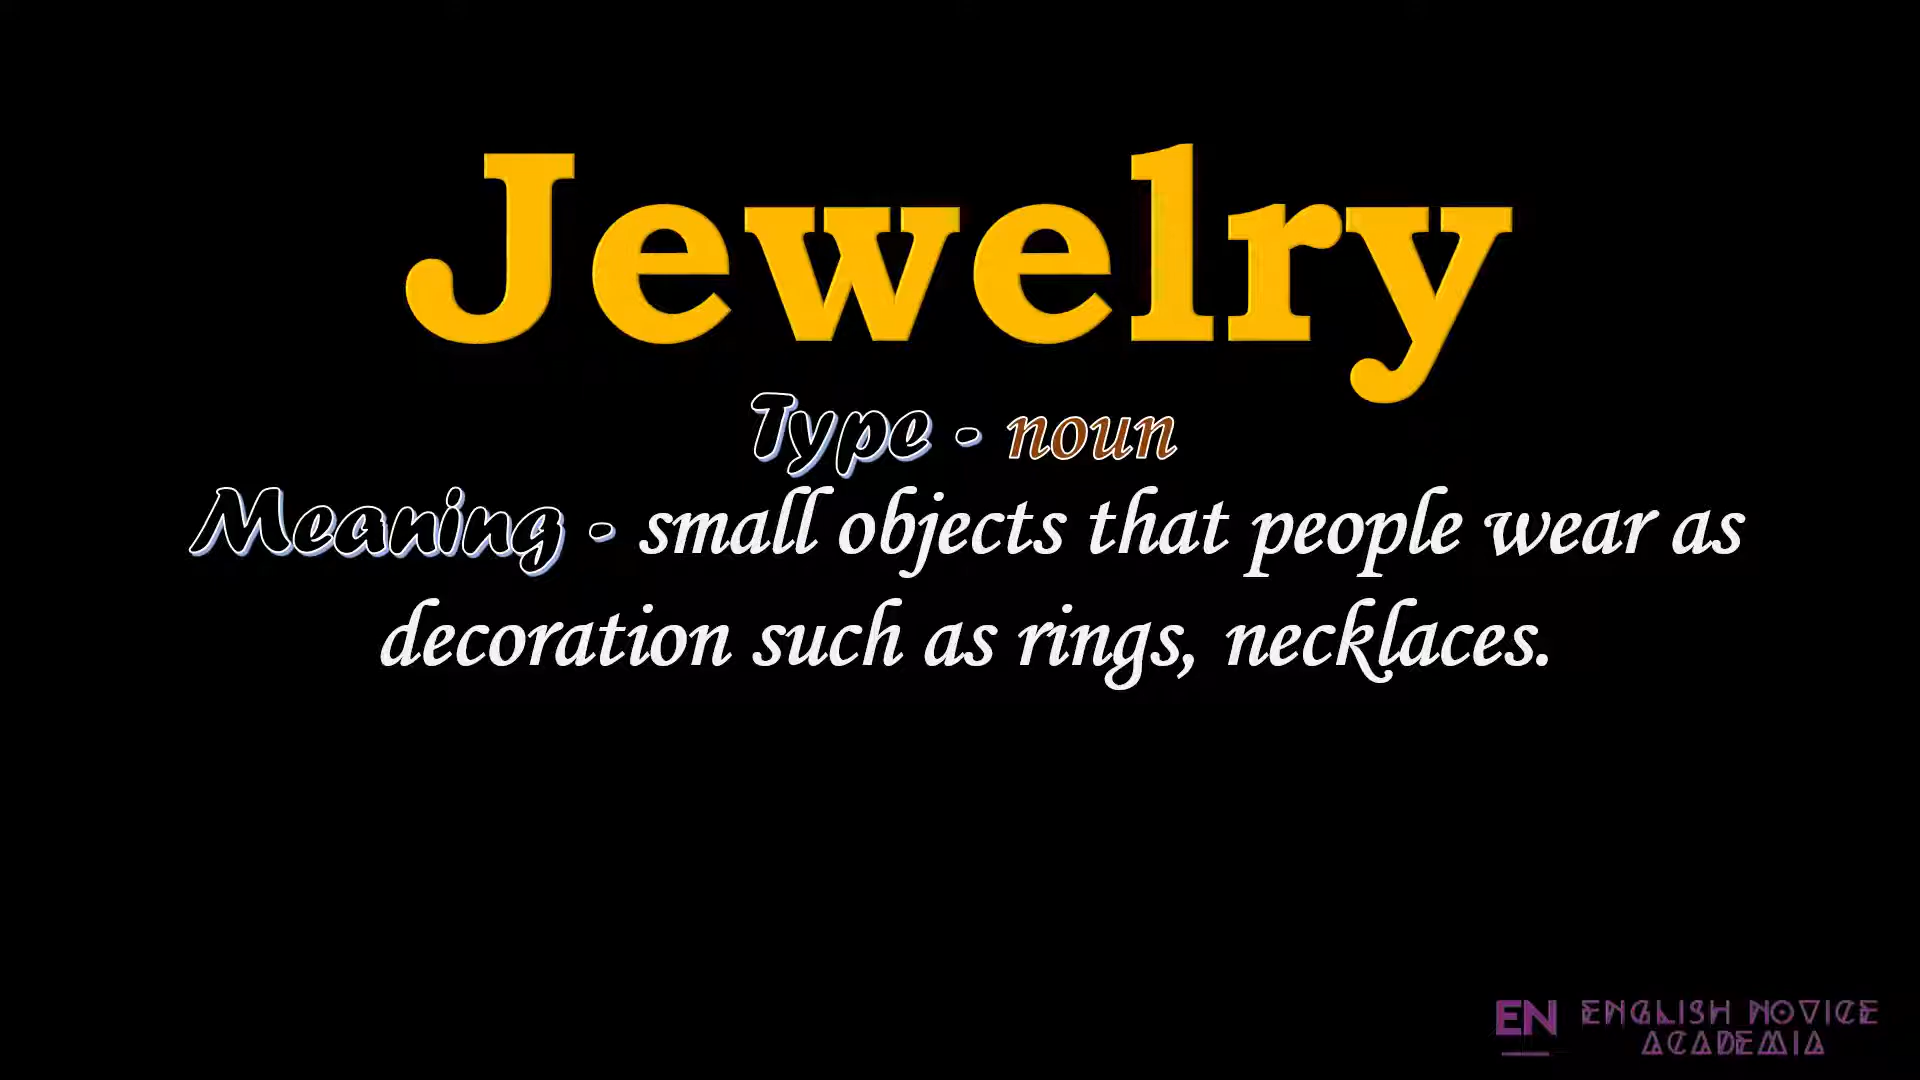 Jewelry
Type - noun
Meaning - small objects that people wear as
decoration such as rings, necklaces.
EN ENGLISH NOVICE
ACADEMIA